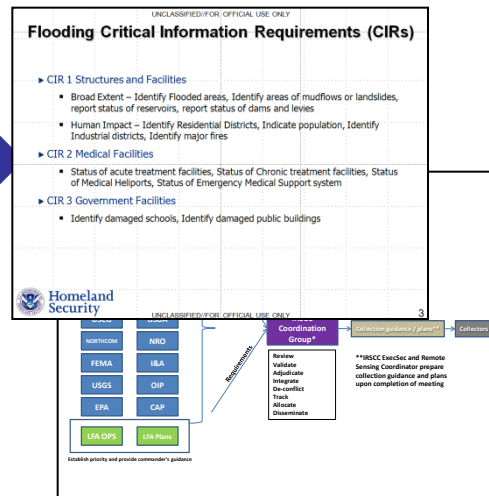 UNCLASSIFIED//FOR OFFICIAL USE ONLY
Flooding Critical Information Requirements (CIRs)
► CIR 1 Structures and Facilities
▪ Broad Extent – Identify Flooded areas, Identify areas of mudflows or landslides,
report status of reservoirs, report status of dams and levies
▪ Human Impact – Identify Residential Districts, Indicate population, Identify
Industrial districts, Identify major fires
► CIR 2 Medical Facilities
▪ Status of acute treatment facilities, Status of Chronic treatment facilities, Status
of Medical Heliports, Status of Emergency Medical Support system
► CIR 3 Government Facilities
▪ Identify damaged schools, Identify damaged public buildings
Homeland
Security
UNCLASSIFIED//FOR OFFICIAL USE ONLY
3
Coordination
Group*
Collection guidance / plans**
Collectors
NORTHCOM
NRO
FEMA
I&A
USGS
OIP
EPA
CAP
LFA OPS
LFA Plans
Establish priority and provide commander's guidance
Requirements
Review
Validate
Adjudicate
Integrate
De-conflict
Track
Allocate
Disseminate
**IRSCC ExecSec and Remote
Sensing Coordinator prepare
collection guidance and plans
upon completion of meeting